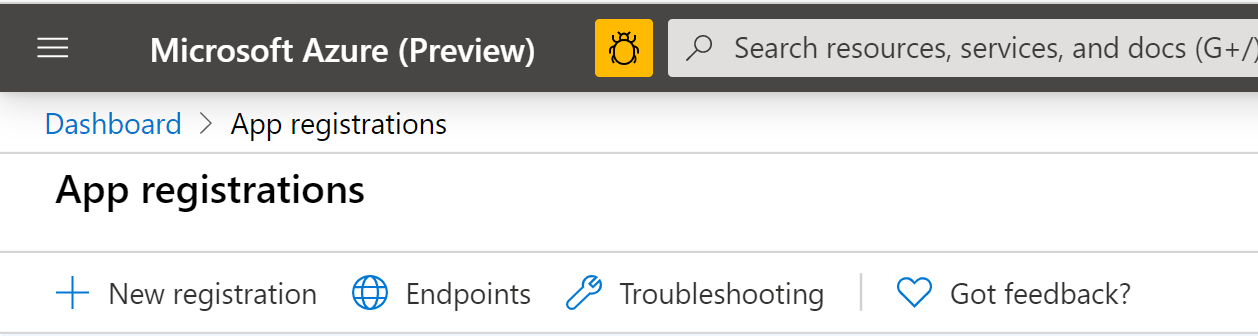 Microsoft Azure (Preview) Search resources, services, and docs (G+/)
Dashboard > App registrations
App registrations
New registration Endpoints Troubleshooting Got feedback?